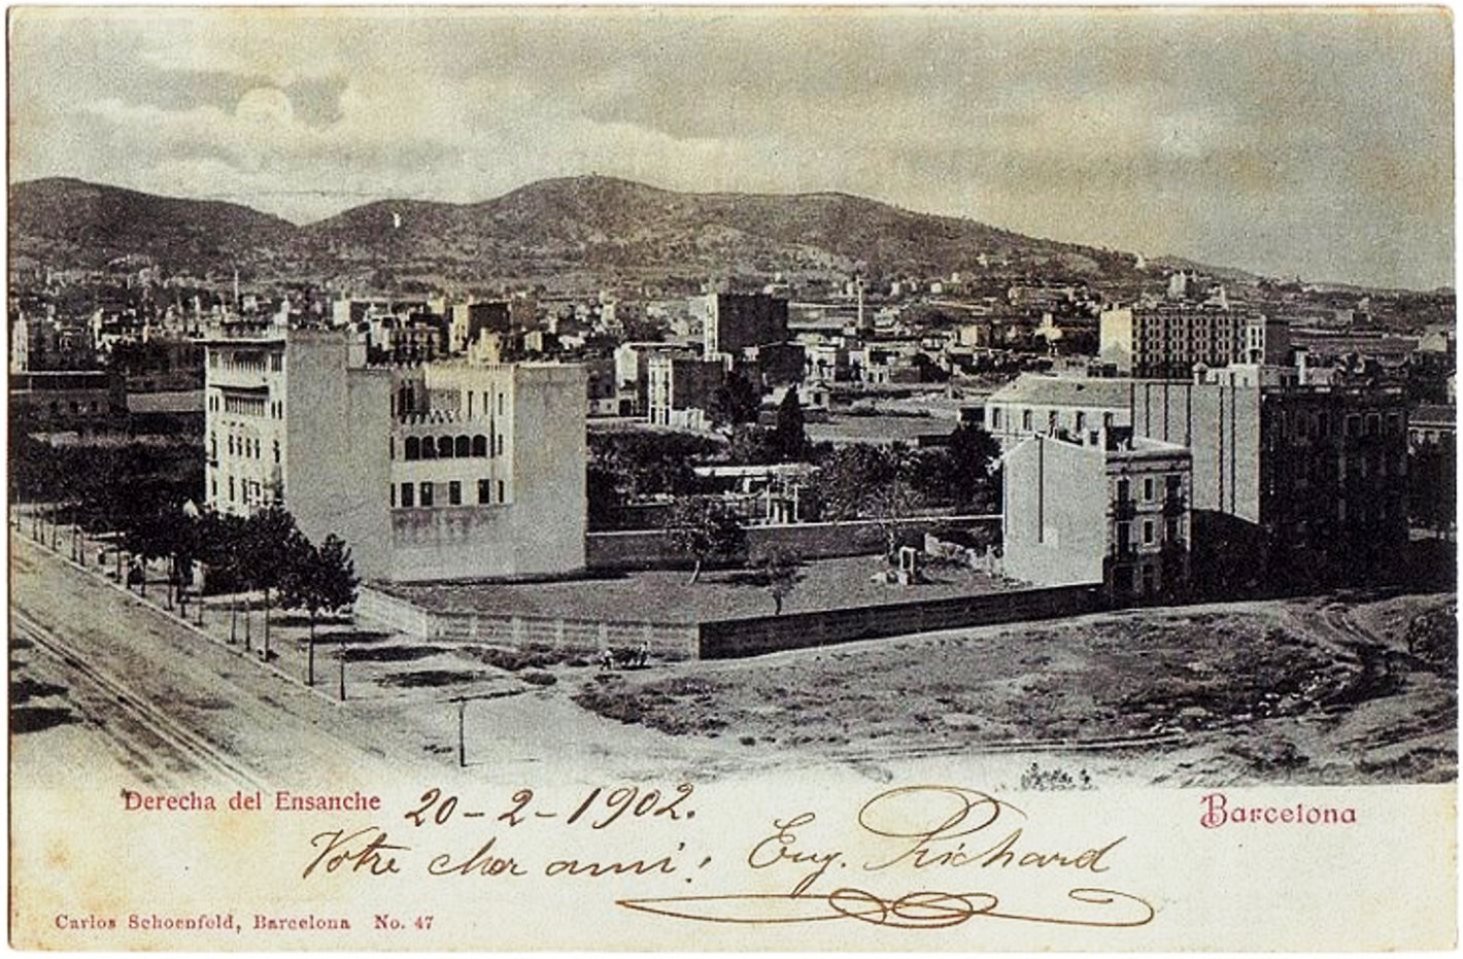 Derecha del Ensanche
20-2-1902.
Barcelona
Votre cher ami! Eug. Richard
Carlos Schoenfeld, Barcelona No. 47